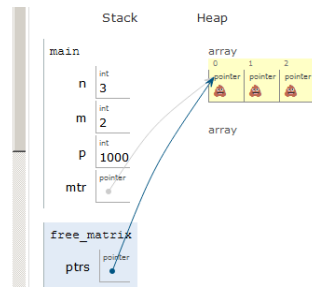 Stack Heap
main array
0 1 2
int pointer pointer pointer
n 3
int array
m 2
int
p 1000
pointer
mtr
free_matrix
pointer
ptrs